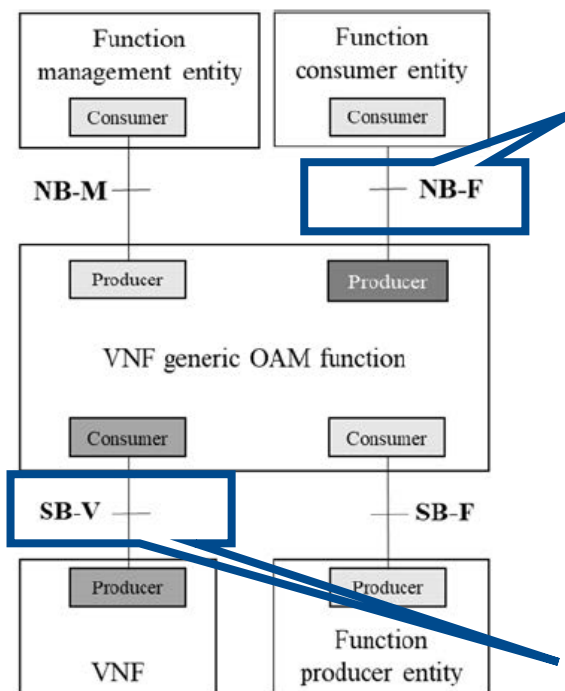 Function
management entity
Consumer
Function
consumer entity
Consumer
NB-M
NB-F
Producer
Producer
VNF generic OAM function
Consumer
Consumer
SB-V
SB-F
Producer
VNF
Producer
Function
producer entity